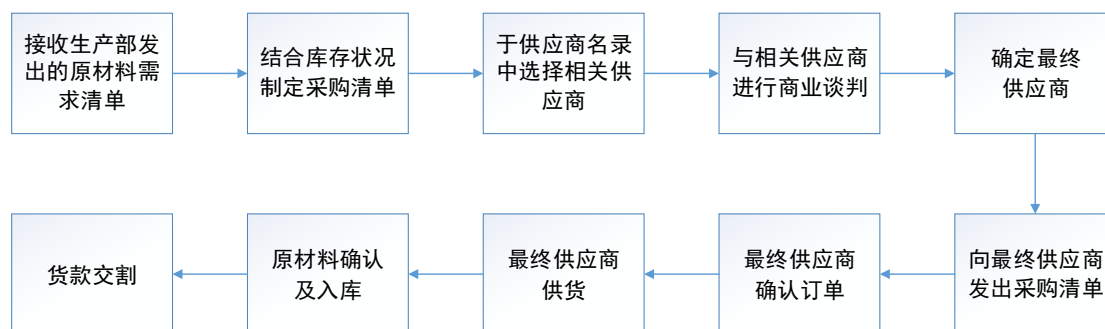 接收生产部发
出的原材料需
求清单
结合库存状况
制定采购清单
于供应商名录
中选择相关供
应商
与相关供应商
进行商业谈判
确定最终
供应商
向最终供应商
发出采购清单
最终供应商
确认订单
最终供应商
供货
原材料确认
及入库
货款交割